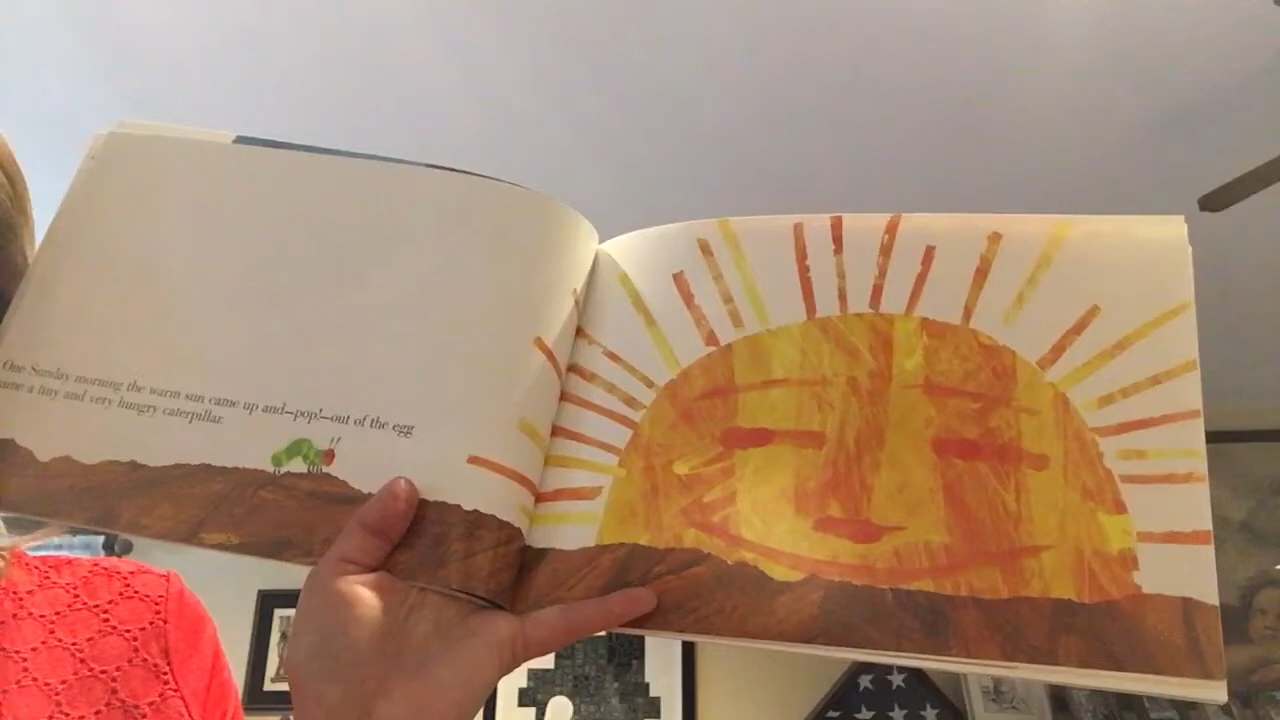 One Sunday morning the warm sun came up and—pop!—out of the egg
came a tiny and very hungry caterpillar.